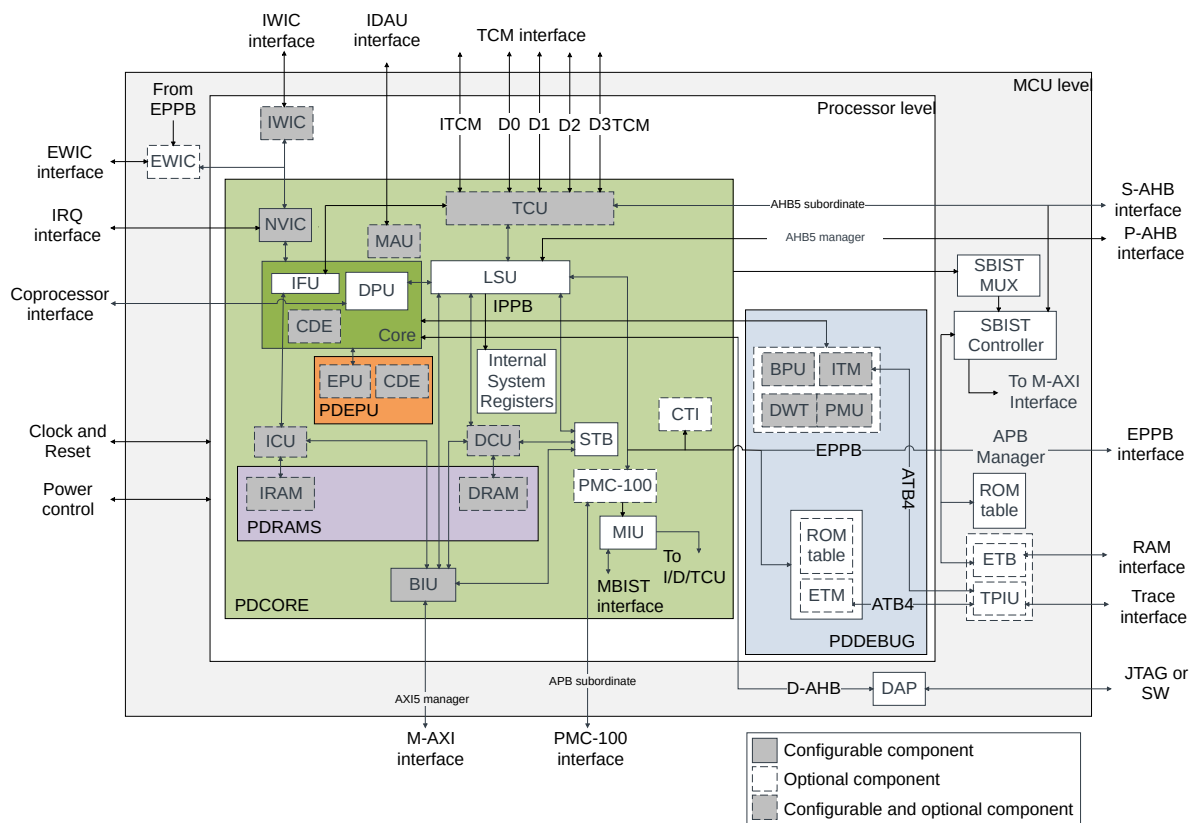 IWIC
interface
IDAU
interface
TCM interface
MCU level
From
EPPB
Processor level
IWIC
ITCM
D0
D1
D2
D3TCM
EWIC
interface
EWIC
TCU
AHB5 subordinate
S-AHB
interface
IRQ
interface
NVIC
MAU
AHB5 manager
P-AHB
interface
IFU
DPU
LSU
SBIST
MUX
Coprocessor
interface
IPPB
CDE
Core
SBIST
Controller
EPU
CDE
PDEPU
Internal
System
Registers
BPU
ITM
DWT
PMU
To M-AXI
Interface
CTI
Clock and
Reset
ICU
DCU
STB
EPPB
APB
Manager
EPPB
interface
ATB4
Power
control
IRAM
DRAM
PDRAMS
PMC-100
ROM
table
MIU
ROM
table
To
I/D/TCU
ETB
RAM
interface
BIU
MBIST
interface
PDCORE
ETM
ATB4
TPIU
Trace
interface
PDDEBUG
AXI5 manager
APB subordinate
D-AHB
DAP
JTAG or
SW
M-AXI
interface
PMC-100
interface
Configurable component
Optional component
Configurable and optional component